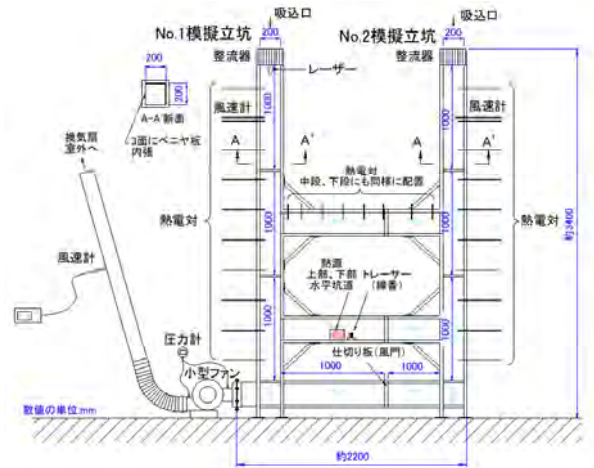 吸込口
吸込口
No.1模擬立坑
No.2模擬立坑
200
200
整流器
整流器
レーザー
200
200
A-A'断面
3面にベニヤ板
内張
風速計
風速計
1000
1000
A
A'
A
A'
換気扇
室外へ
熱電対
中段、下段にも同様に配置
熱電対
熱電対
1000
1000
約3400
風速計
熱源
上部、下部
水平坑道
トレーサー
(線香)
圧力計
小型ファン
仕切り板(風門)
1000
1000
1000
1000
数値の単位:mm
約2200